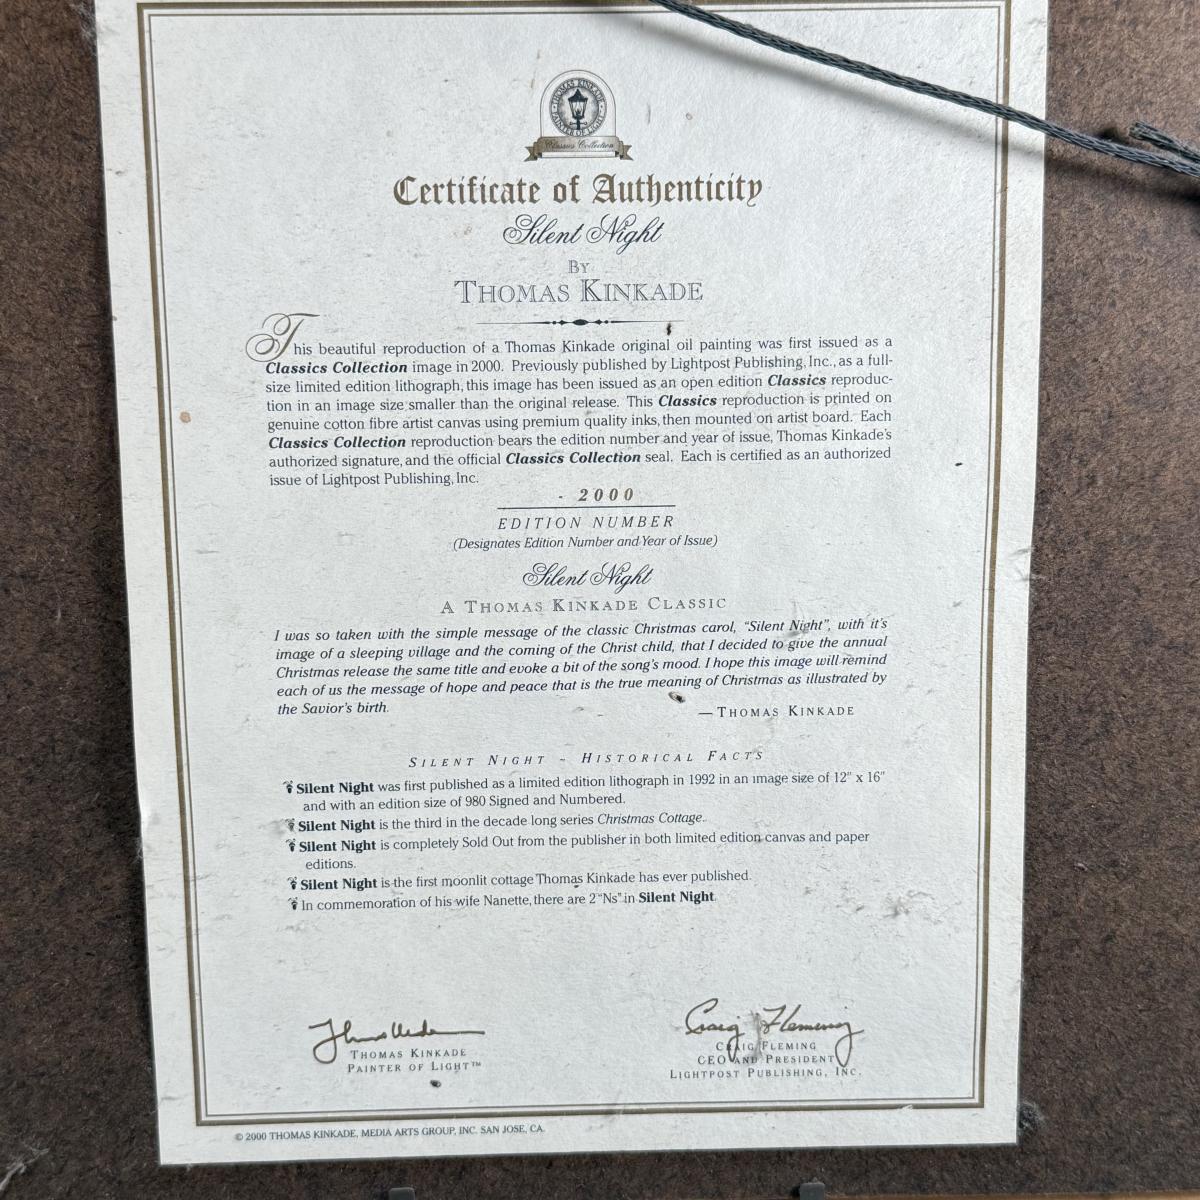 THOMAS KINKADE
PAINTER OF LIGHT
Classics Collection
Certificate of Authenticity
Silent Night
BY
THOMAS KINKADE
This beautiful reproduction of a Thomas Kinkade original oil painting was first issued as a
Classics Collection image in 2000. Previously published by Lightpost Publishing, Inc., as a full-
size limited edition lithograph, this image has been issued as an open edition Classics reproduc-
tion in an image size smaller than the original release. This Classics reproduction is printed on
genuine cotton fibre artist canvas using premium quality inks, then mounted on artist board. Each
Classics Collection reproduction bears the edition number and year of issue, Thomas Kinkade's
authorized signature, and the official Classics Collection seal. Each is certified as an authorized
issue of Lightpost Publishing, Inc.
- 2000
EDITION NUMBER
(Designates Edition Number and Year of Issue)
Silent Night
A THOMAS KINKADE CLASSIC
I was so taken with the simple message of the classic Christmas carol, "Silent Night", with it's
image of a sleeping village and the coming of the Christ child, that I decided to give the annual
Christmas release the same title and evoke a bit of the song's mood. I hope this image will remind
each of us the message of hope and peace that is the true meaning of Christmas as illustrated by
the Savior's birth.
—THOMAS KINKADE
SILENT NIGHT ~ HISTORICAL FACTS
Silent Night was first published as a limited edition lithograph in 1992 in an image size of 12" x 16"
and with an edition size of 980 Signed and Numbered.
Silent Night is the third in the decade long series Christmas Cottage.
Silent Night is completely Sold Out from the publisher in both limited edition canvas and paper
editions.
Silent Night is the first moonlit cottage Thomas Kinkade has ever published.
In commemoration of his wife Nanette, there are 2 "Ns" in Silent Night.
Craig Fleming
THOMAS KINKADE
PAINTER OF LIGHT™
CRAIG FLEMING
CEO AND PRESIDENT
LIGHTPOST PUBLISHING, INC.
© 2000 THOMAS KINKADE, MEDIA ARTS GROUP, INC. SAN JOSE, CA.